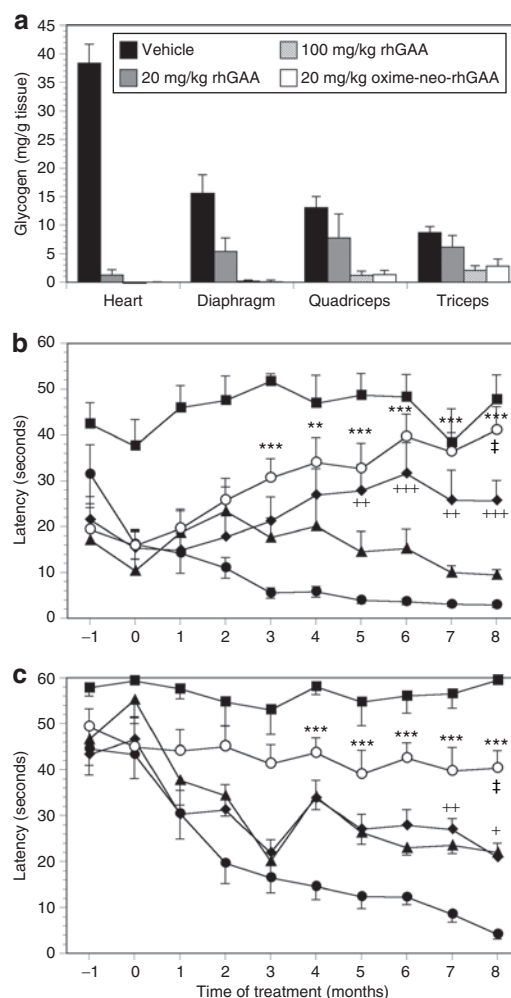 a
45
40
35
30
25
20
15
10
5
0
Glycogen (mg/g tissue)
Vehicle
100 mg/kg rhGAA
20 mg/kg rhGAA
20 mg/kg oxime-neo-rhGAA
Heart
Diaphragm
Quadriceps
Triceps
b
60
50
40
30
20
10
0
Latency (seconds)
*** ** *** *** *** ***
‡
++ +++ ++ +++
−1 0 1 2 3 4 5 6 7 8
c
60
50
40
30
20
10
0
Latency (seconds)
*** *** *** *** ***
‡
++ +
−1 0 1 2 3 4 5 6 7 8
Time of treatment (months)